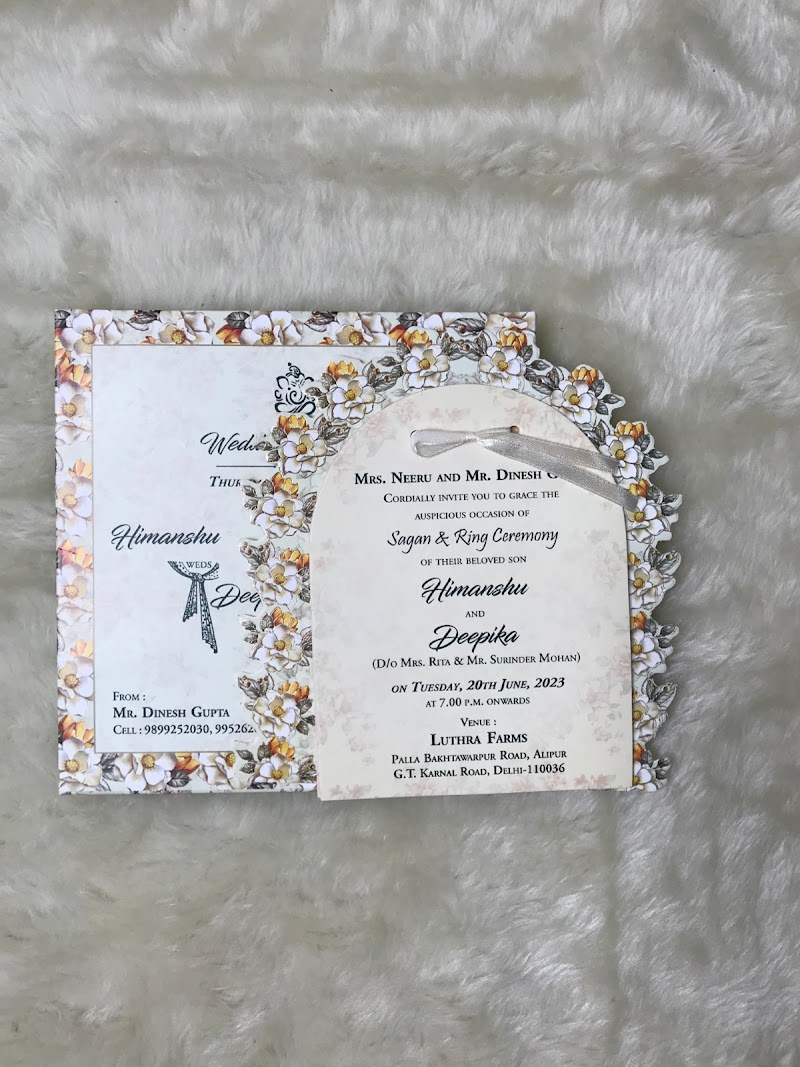 Himanshu
WEDS
From :
Mr. Dinesh Gupta
Cell : 9899252030,
Mrs. Neeru and Mr. Dinesh
Cordially invite you to grace the
auspicious occasion of
Sagan & Ring Ceremony
of their beloved son
Himanshu
and
Deepika
(D/o Mrs. Rita & Mr. Surinder Mohan)
on Tuesday, 20th June, 2023
at 7.00 p.m. onwards
Venue :
Luthra Farms
Palla Bakhtawarpur Road, Alipur
G.T. Karnal Road, Delhi-110036